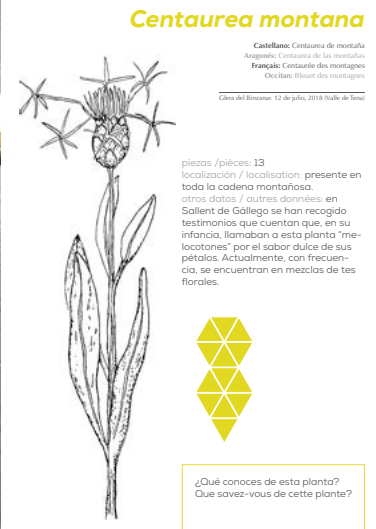 Centaurea montana
Castellano: Centaurea de montaña
Aragonés: Centaurea de las montañas
Français: Centaurée des montagnes
Occitan: Bleuet des montagnes
Glera del Birazanar. 12 de julio, 2018 (Valle de Tena)
piezas /pièces: 13
localización / localisation: presente en
toda la cadena montañosa.
otros datos / autres données: en
Sallent de Gállego se han recogido
testimonios que cuentan que, en su
infancia, llamaban a esta planta “me-
locotones” por el sabor dulce de sus
pétalos. Actualmente, con frecuen-
cia, se encuentran en mezclas de tes
florales.
¿Qué conoces de esta planta?
Que savez-vous de cette plante?